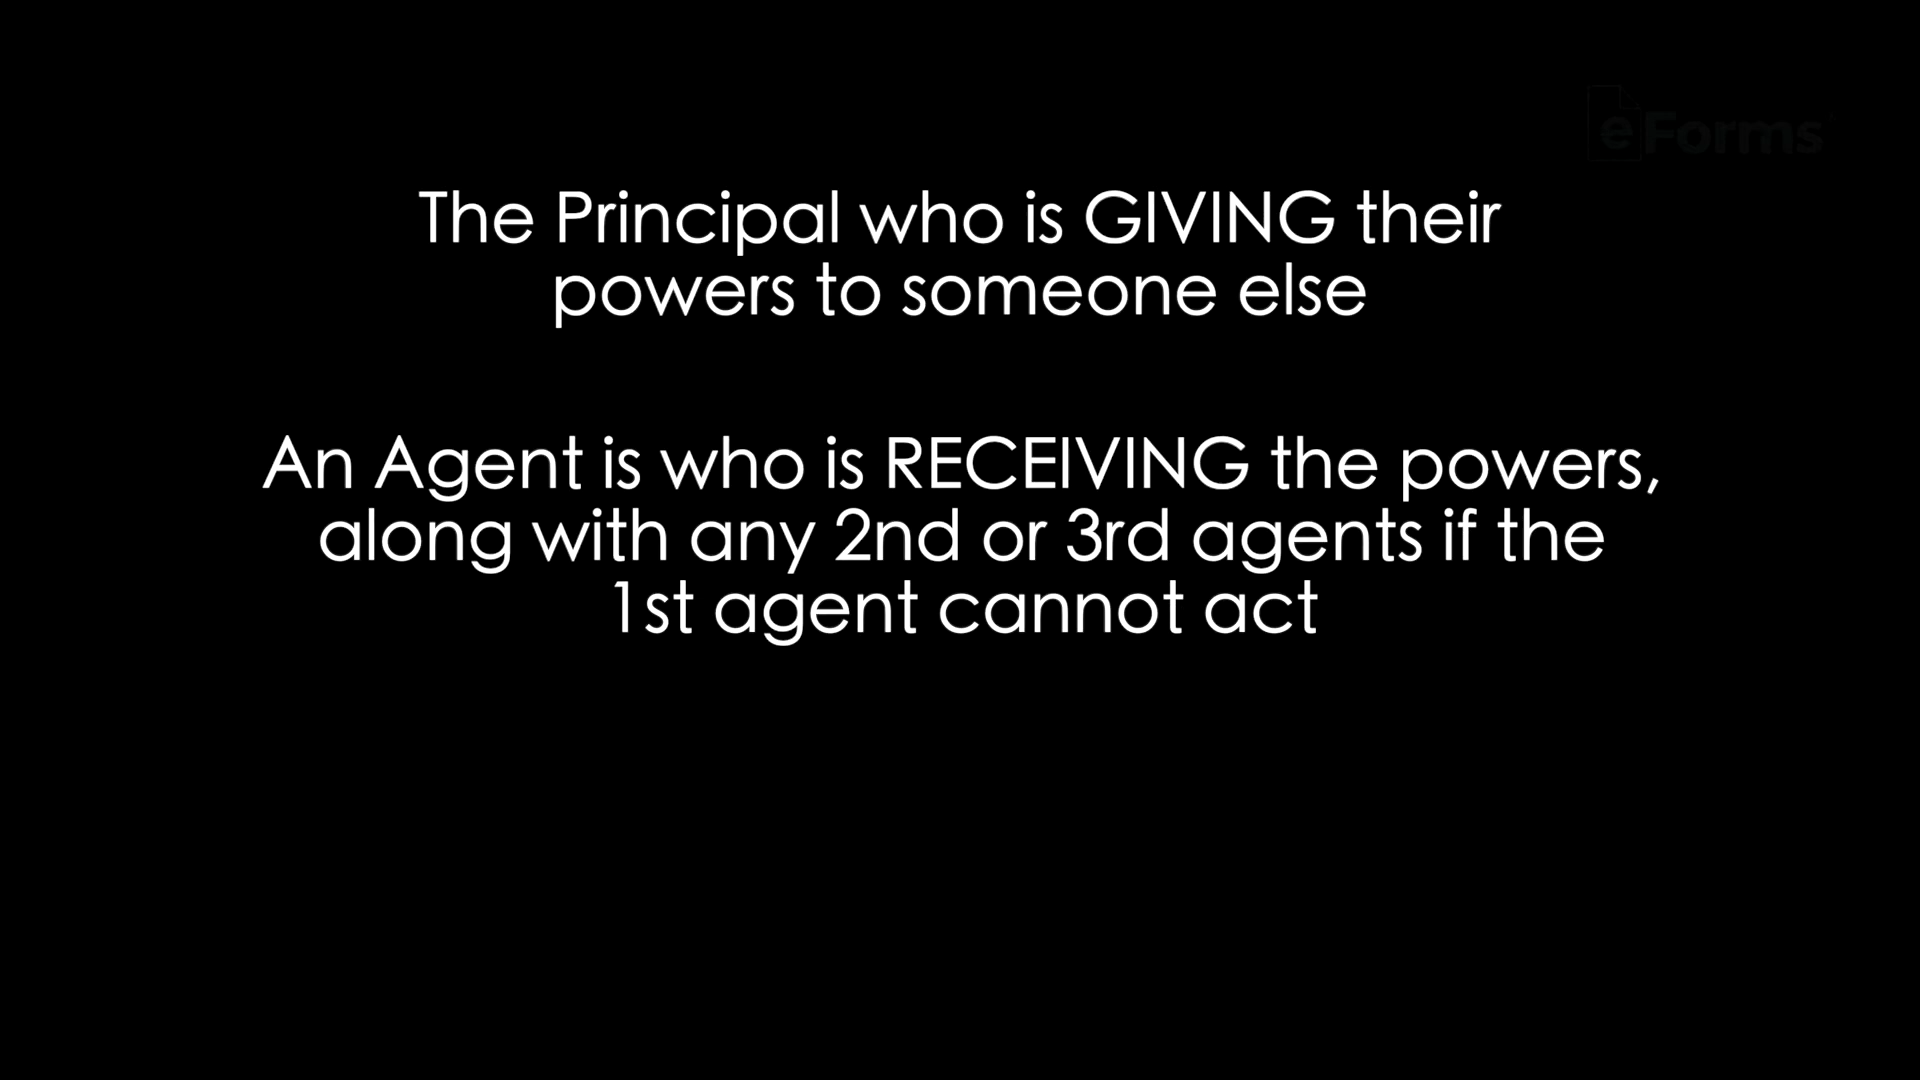 eForms
The Principal who is GIVING their
powers to someone else
An Agent is who is RECEIVING the powers,
along with any 2nd or 3rd agents if the
1st agent cannot act